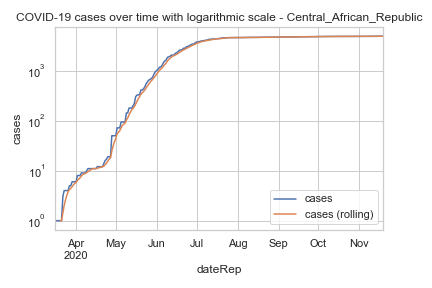 COVID-19 cases over time with logarithmic scale - Central_African_Republic
cases
10³
10²
10¹
10⁰
Apr May Jun Jul Aug Sep Oct Nov
2020
dateRep
cases
cases (rolling)